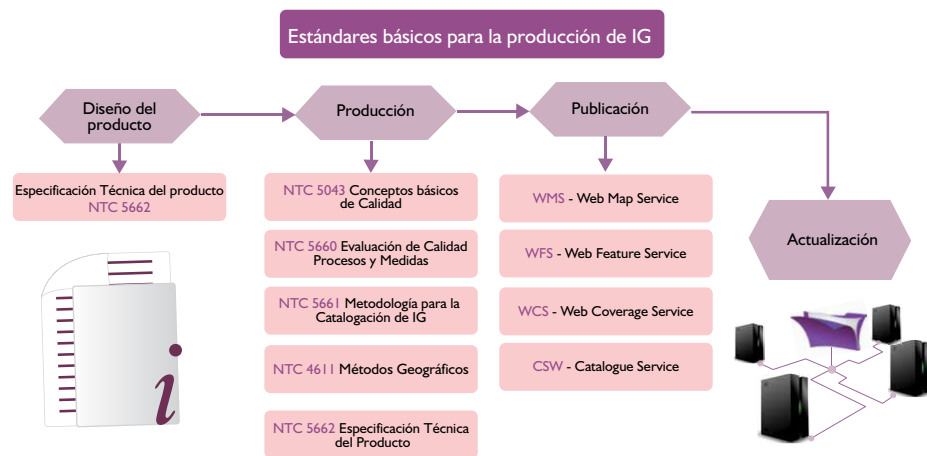 Estándares básicos para la producción de IG
Diseño del
producto
Producción
Publicación
Actualización
Especificación Técnica del producto
NTC 5662
NTC 5043 Conceptos básicos
de Calidad
NTC 5660 Evaluación de Calidad
Procesos y Medidas
NTC 5661 Metodología para la
Catalogación de IG
NTC 4611 Métodos Geográficos
NTC 5662 Especificación Técnica
del Producto
WMS - Web Map Service
WFS - Web Feature Service
WCS - Web Coverage Service
CSW - Catalogue Service
i